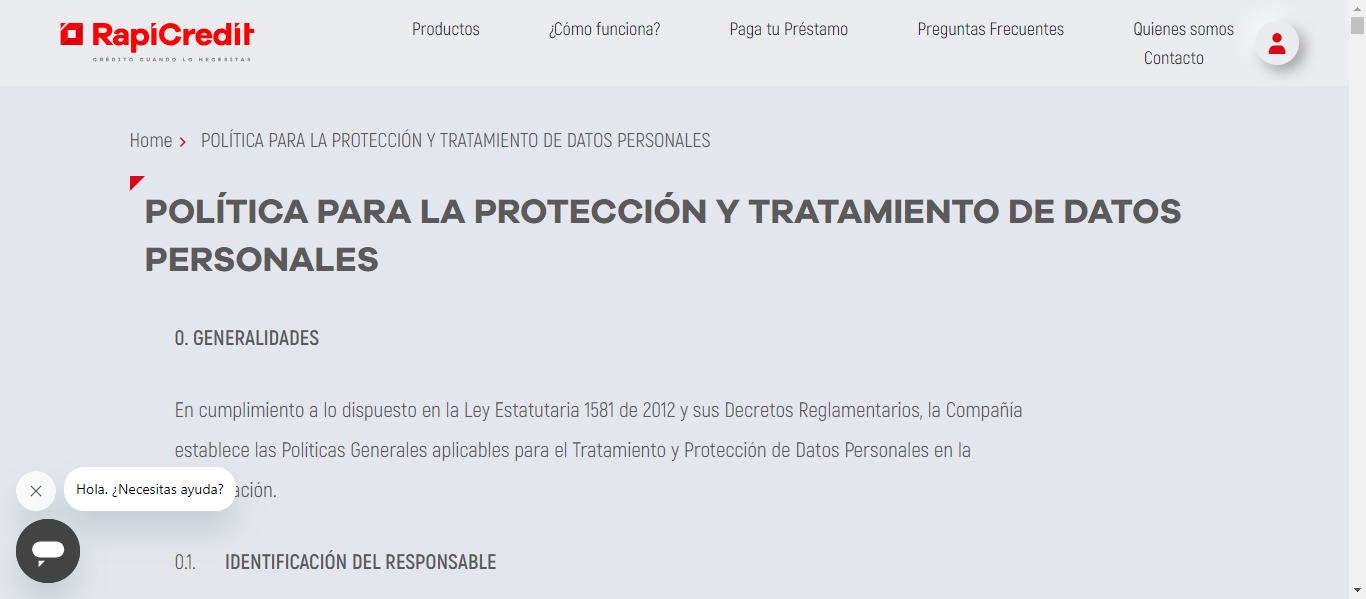 RapiCredit
CRÉDITO CUANDO LO NECESITAS
Productos
¿Cómo funciona?
Paga tu Préstamo
Preguntas Frecuentes
Quienes somos
Contacto
Home > POLÍTICA PARA LA PROTECCIÓN Y TRATAMIENTO DE DATOS PERSONALES
POLÍTICA PARA LA PROTECCIÓN Y TRATAMIENTO DE DATOS
PERSONALES
0. GENERALIDADES
En cumplimiento a lo dispuesto en la Ley Estatutaria 1581 de 2012 y sus Decretos Reglamentarios, la Compañía
establece las Políticas Generales aplicables para el Tratamiento y Protección de Datos Personales en la
ación.
Hola. ¿Necesitas ayuda?
0.1. IDENTIFICACIÓN DEL RESPONSABLE